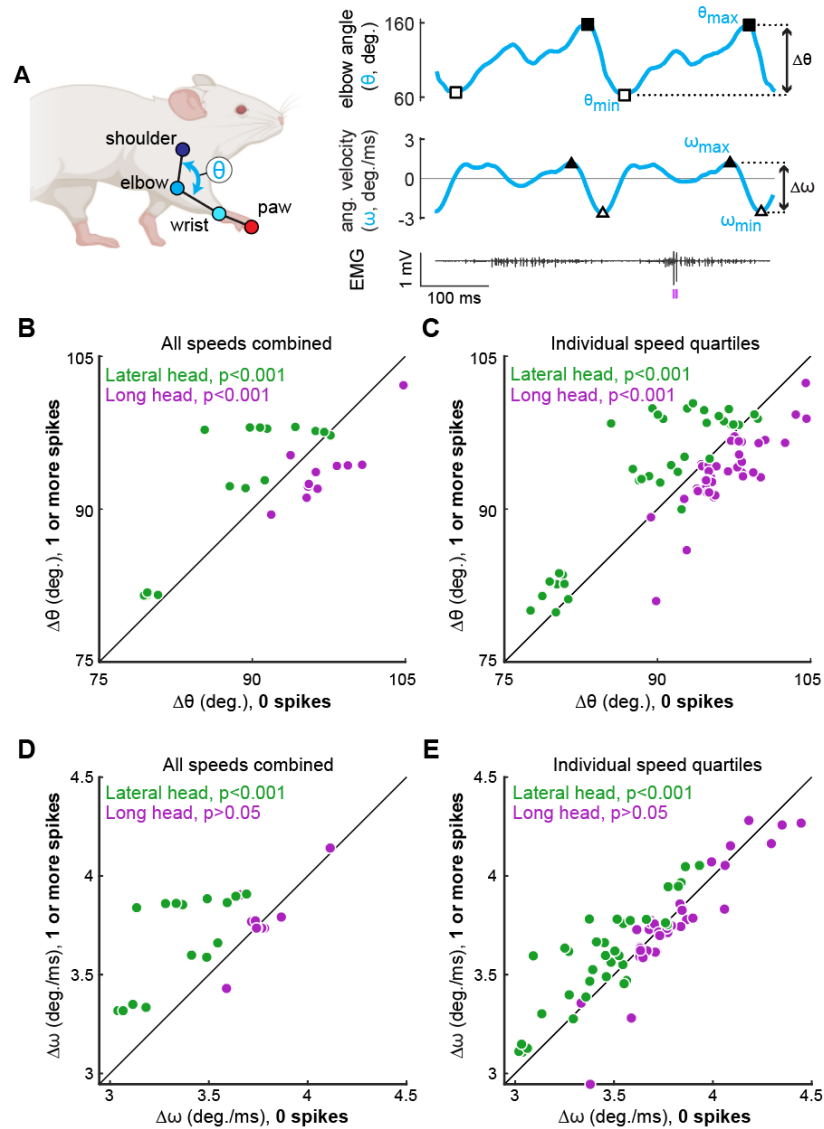 A
shoulder
elbow
wrist
paw
θ
elbow angle
(θ, deg.)
160
60
θmax
θmin
Δθ
ang. velocity
(ω, deg./ms)
3
0
-3
ωmax
ωmin
Δω
EMG
1 mV
100 ms
B
All speeds combined
Lateral head, p<0.001
Long head, p<0.001
Δθ (deg.), 1 or more spikes
105
90
75
75
90
105
Δθ (deg.), 0 spikes
C
Individual speed quartiles
Lateral head, p<0.001
Long head, p<0.001
Δθ (deg.), 1 or more spikes
105
90
75
75
90
105
Δθ (deg.), 0 spikes
D
All speeds combined
Lateral head, p<0.001
Long head, p>0.05
Δω (deg./ms), 1 or more spikes
4.5
4
3.5
3
3
3.5
4
4.5
Δω (deg./ms), 0 spikes
E
Individual speed quartiles
Lateral head, p<0.001
Long head, p>0.05
Δω (deg./ms), 1 or more spikes
4.5
4
3.5
3
3
3.5
4
4.5
Δω (deg./ms), 0 spikes